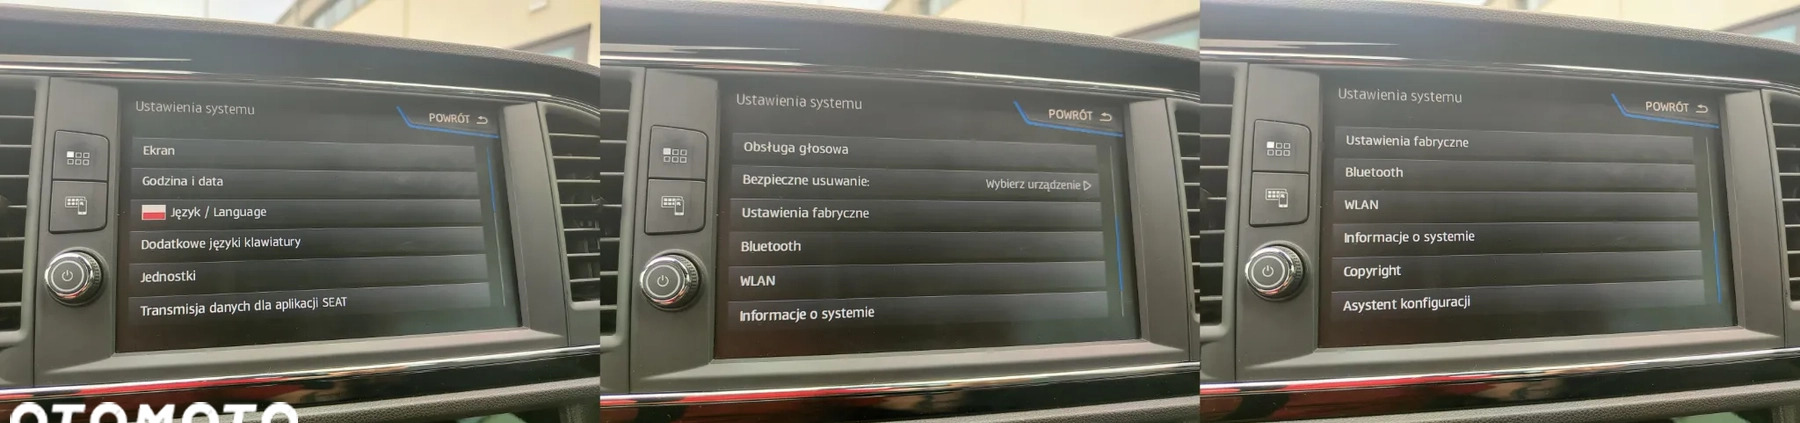 Ustawienia systemu
POWRÓT
Ekran
Godzina i data
Język / Language
Dodatkowe języki klawiatury
Jednostki
Transmisja danych dla aplikacji SEAT
OTOMOTO
Ustawienia systemu
POWRÓT
Obsługa głosowa
Bezpieczne usuwanie: Wybierz urządzenie
Ustawienia fabryczne
Bluetooth
WLAN
Informacje o systemie
Ustawienia systemu
POWRÓT
Ustawienia fabryczne
Bluetooth
WLAN
Informacje o systemie
Copyright
Asystent konfiguracji